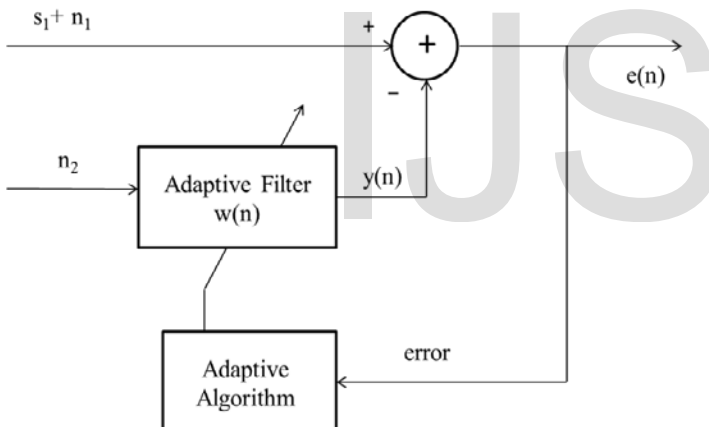 s₁+ n₁
+
+
e(n)
−
n₂
Adaptive Filter
w(n)
y(n)
error
Adaptive
Algorithm
IJS